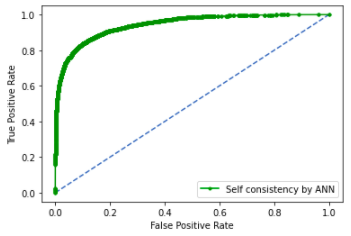 1.0
0.8
0.6
0.4
0.2
0.0
True Positive Rate
Self consistency by ANN
0.0 0.2 0.4 0.6 0.8 1.0
False Positive Rate